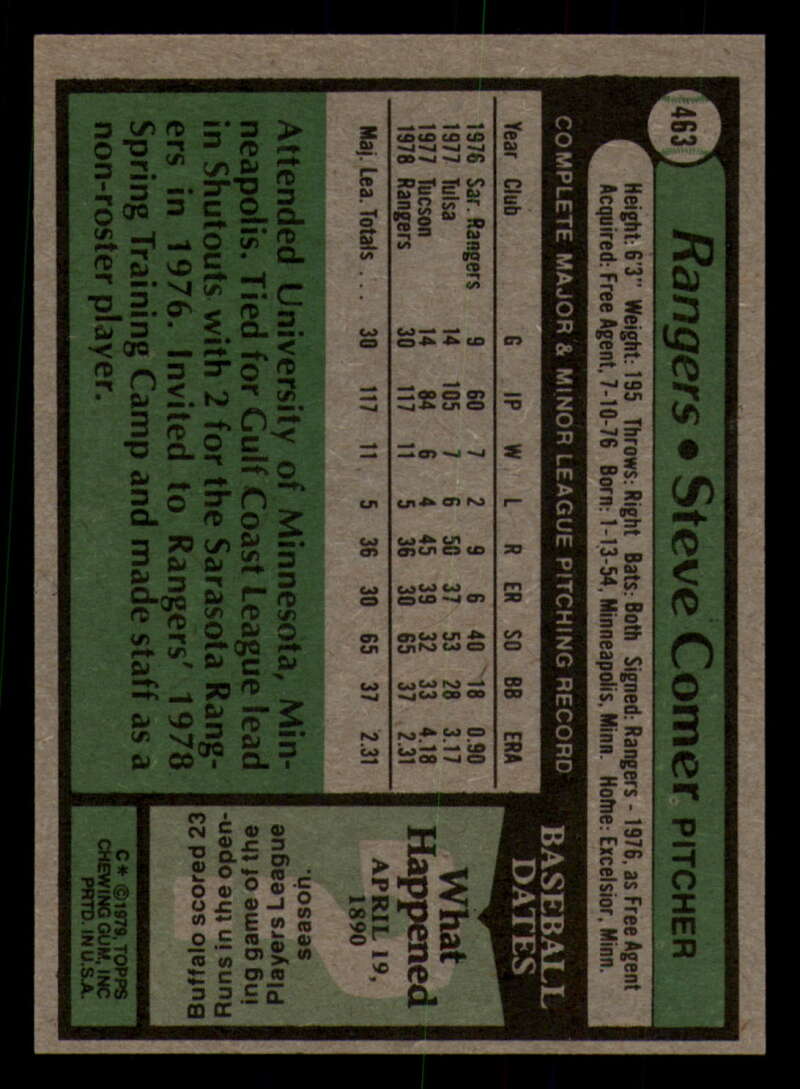 463
Rangers • Steve Comer PITCHER
Height: 6'3" Weight: 195 Throws: Right Bats: Both Signed: Rangers - 1976, as Free Agent
Acquired: Free Agent, 7-10-76 Born: 1-13-54, Minneapolis, Minn. Home: Excelsior, Minn.
COMPLETE MAJOR & MINOR LEAGUE PITCHING RECORD
Year Club G IP W L R ER SO BB ERA
1976 Sar. Rangers 9 60 7 2 9 6 40 18 0.90
1977 Tulsa 14 105 7 6 50 37 53 28 3.17
1977 Tucson 14 84 6 4 45 39 32 33 4.18
1978 Rangers 30 117 11 5 36 30 65 37 2.31
Maj. Lea. Totals . . . 30 117 11 5 36 30 65 37 2.31
Attended University of Minnesota, Min-
neapolis. Tied for Gulf Coast League lead
in Shutouts with 2 for the Sarasota Rang-
ers in 1976. Invited to Rangers' 1978
Spring Training Camp and made staff as a
non-roster player.
BASEBALL
DATES
What
Happened
APRIL 19,
1890
Buffalo scored 23
Runs in the open-
ing game of the
Players League
season.
C* ©1979, TOPPS
CHEWING GUM, INC
PRTD. IN U.S.A.